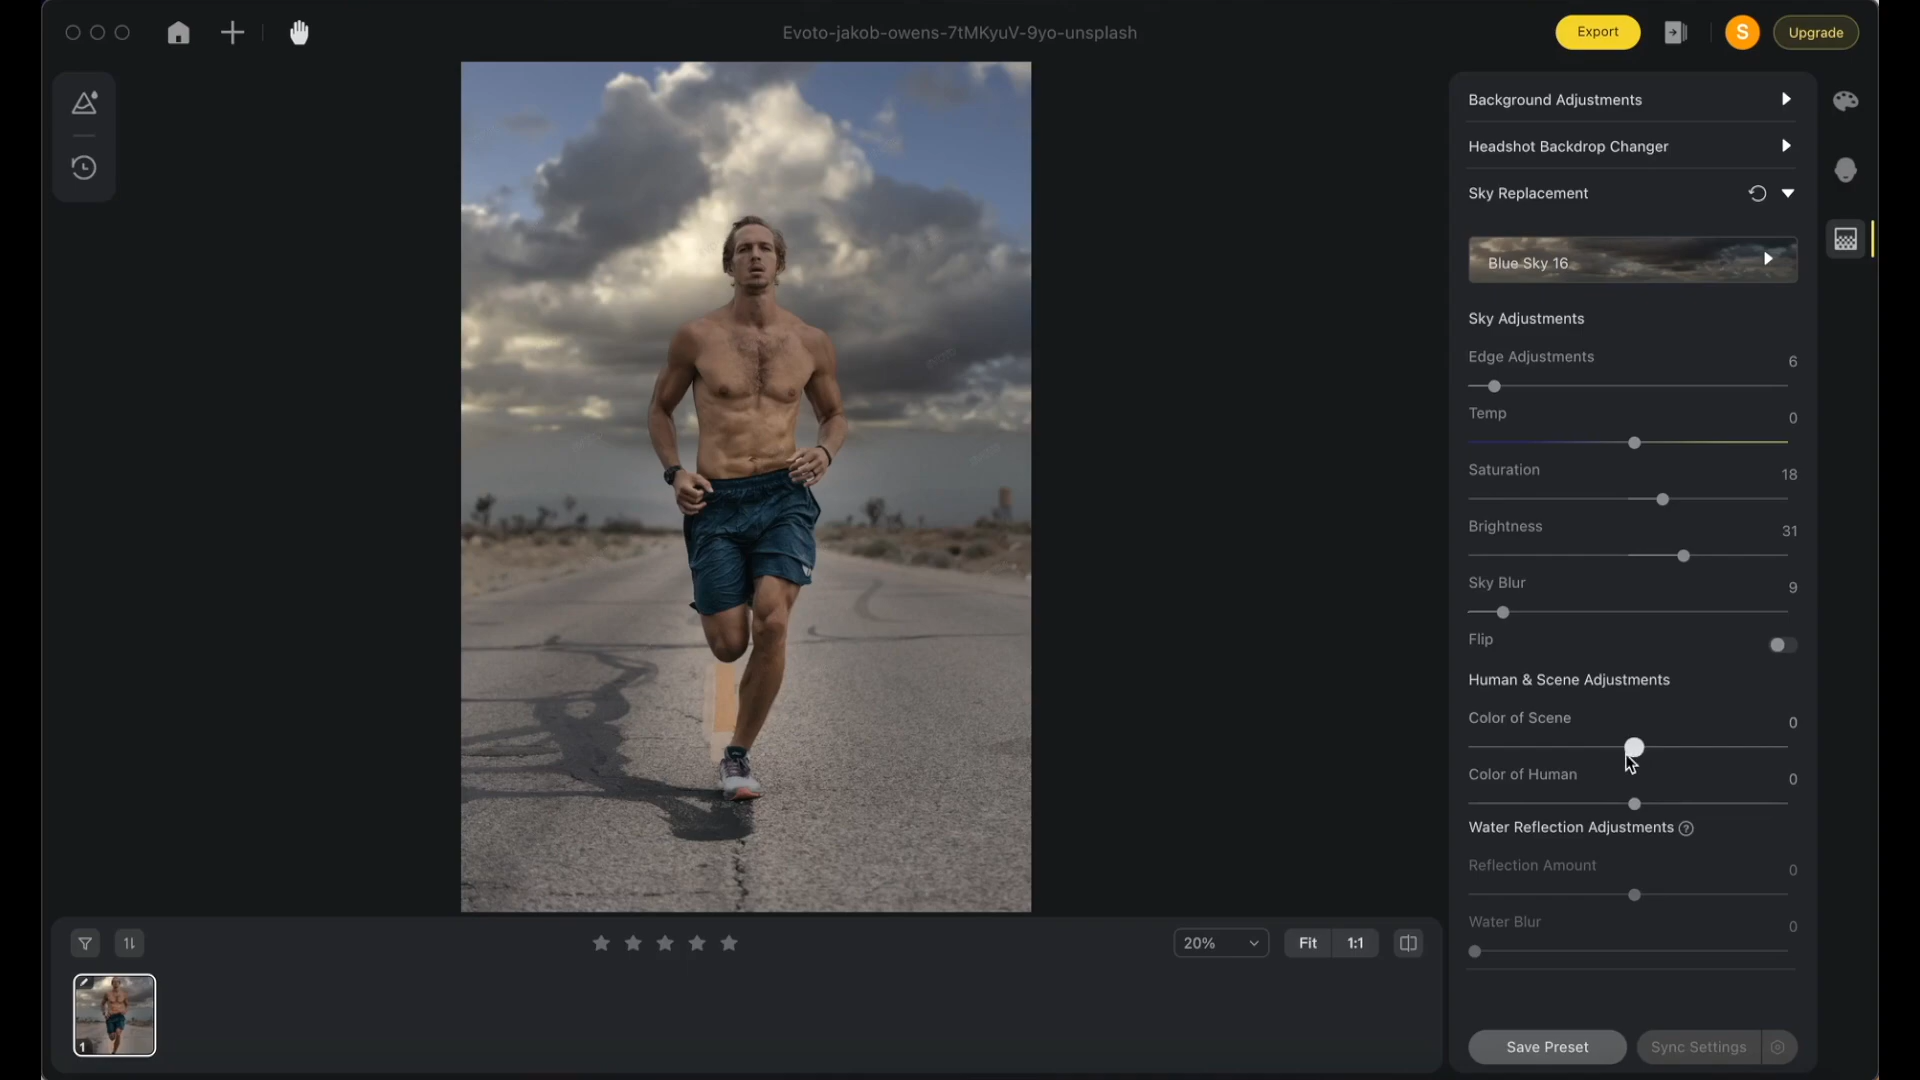 Evoto-jakob-owens-7tMKyuV-9yo-unsplash
Export
S
Upgrade
Background Adjustments
Headshot Backdrop Changer
Sky Replacement
Blue Sky 16
Sky Adjustments
Edge Adjustments 6
Temp 0
Saturation 18
Brightness 31
Sky Blur 9
Flip
Human & Scene Adjustments
Color of Scene 0
Color of Human 0
Water Reflection Adjustments ?
Reflection Amount 0
Water Blur 0
20% Fit 1:1
1
Save Preset Sync Settings